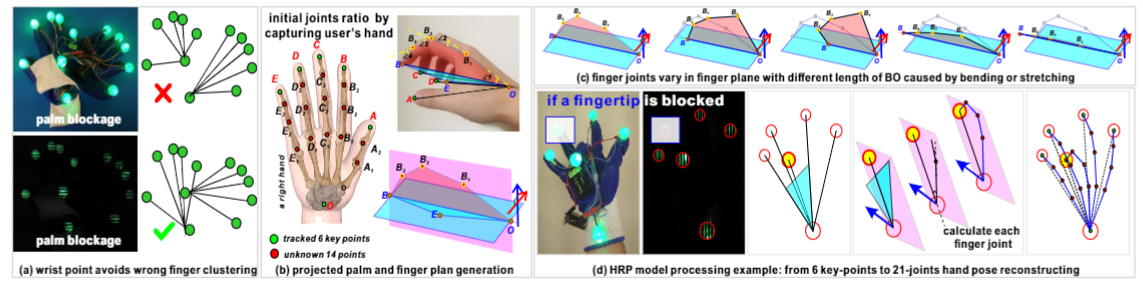 palm blockage
palm blockage
(a) wrist point avoids wrong finger clustering
initial joints ratio by
capturing user's hand
C
D
B
E
A
a right hand
O
tracked 6 key points
unknown 14 points
(b) projected palm and finger plan generation
(c) finger joints vary in finger plane with different length of BO caused by bending or stretching
if a fingertip is blocked
calculate each
finger joint
(d) HRP model processing example: from 6 key-points to 21-joints hand pose reconstructing